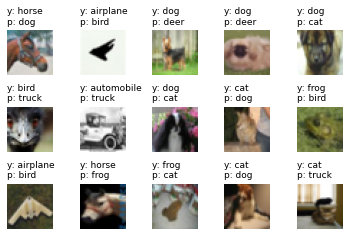 y: horse
p: dog
y: airplane
p: bird
y: dog
p: deer
y: dog
p: deer
y: dog
p: cat
y: bird
p: truck
y: automobile
p: truck
y: dog
p: cat
y: cat
p: dog
y: frog
p: bird
y: airplane
p: bird
y: horse
p: frog
y: frog
p: cat
y: cat
p: dog
y: cat
p: truck